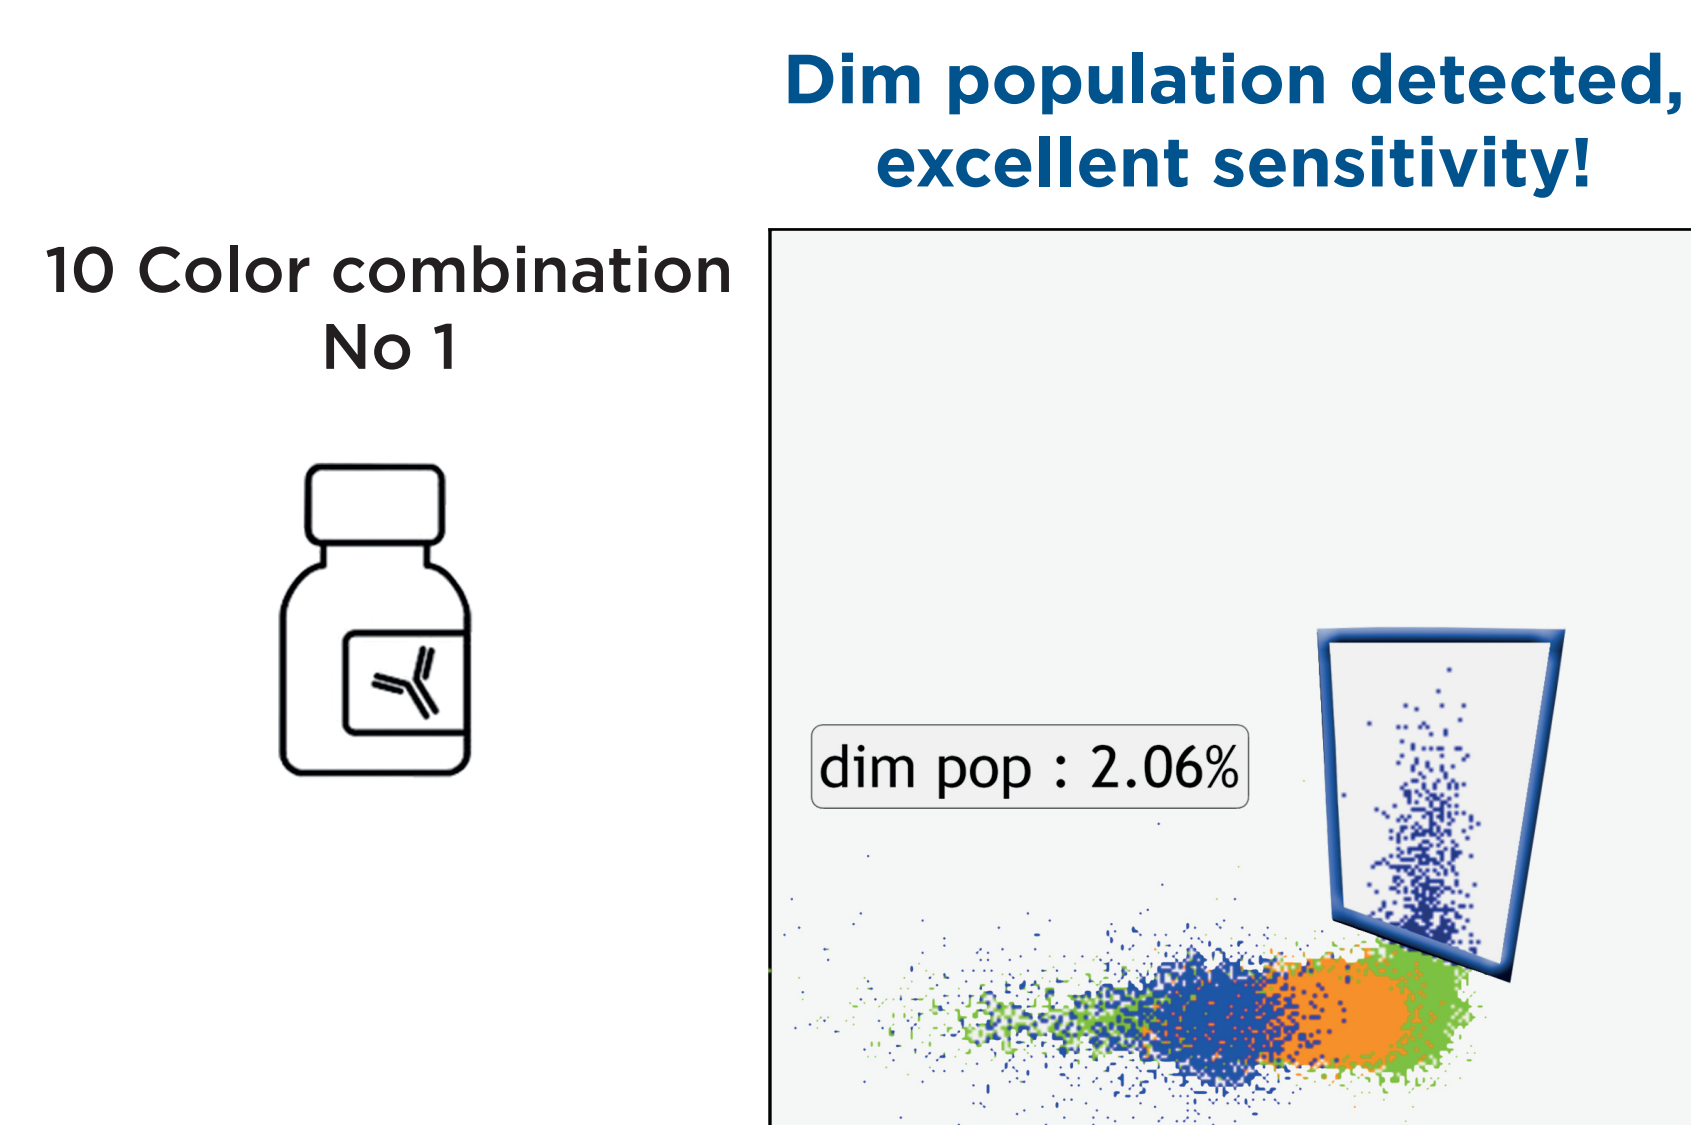 Dim population detected,
excellent sensitivity!
10 Color combination
No 1
dim pop : 2.06%